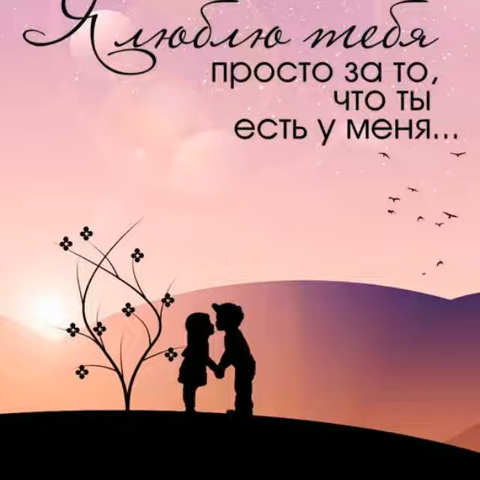 Я люблю тебя
просто за то,
что ты
есть у меня...